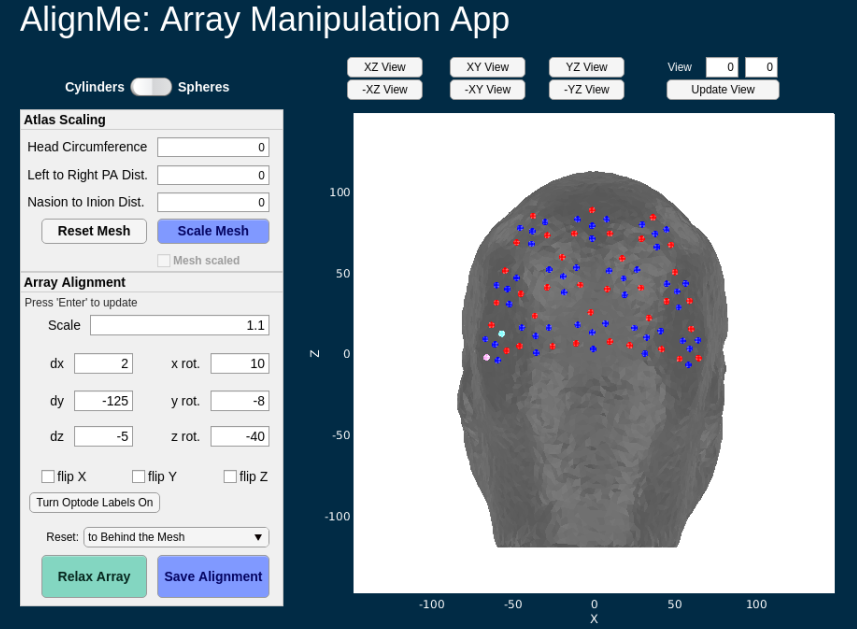 AlignMe: Array Manipulation App
Cylinders Spheres
XZ View XY View YZ View View 0 0
-XZ View -XY View -YZ View Update View
Atlas Scaling
Head Circumference 0
Left to Right PA Dist. 0
Nasion to Inion Dist. 0
Reset Mesh Scale Mesh
Mesh scaled
Array Alignment
Press 'Enter' to update
Scale 1.1
dx 2 x rot. 10
dy -125 y rot. -8
dz -5 z rot. -40
flip X flip Y flip Z
Turn Optode Labels On
Reset: to Behind the Mesh
Relax Array Save Alignment
100
50
0
-50
-100
Z
-100 -50 0 50 100
X